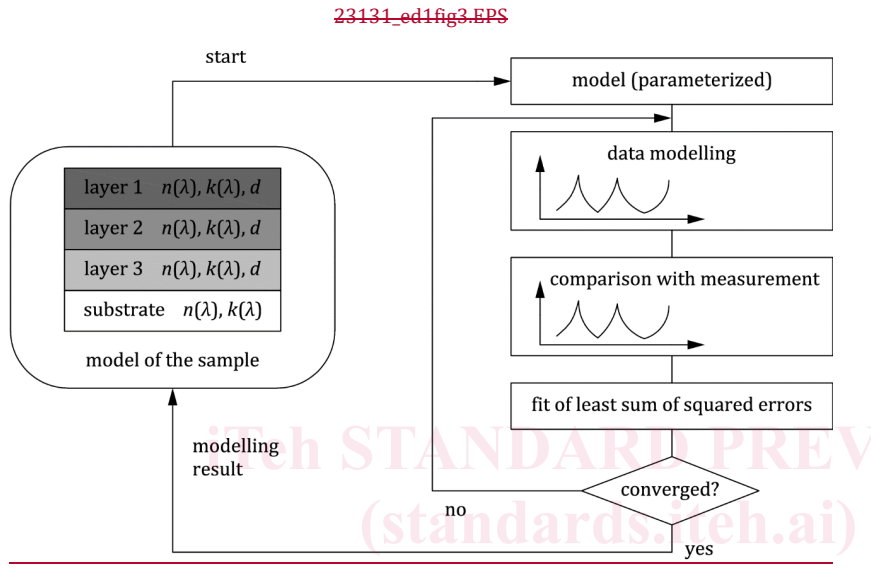 23131_ed1fig3.EPS
start
model (parameterized)
data modelling
layer 1 n(λ), k(λ), d
layer 2 n(λ), k(λ), d
layer 3 n(λ), k(λ), d
substrate n(λ), k(λ)
model of the sample
comparison with measurement
fit of least sum of squared errors
modelling
result
converged?
no
yes
iTeh STANDARD PREV
(standards.iteh.ai)